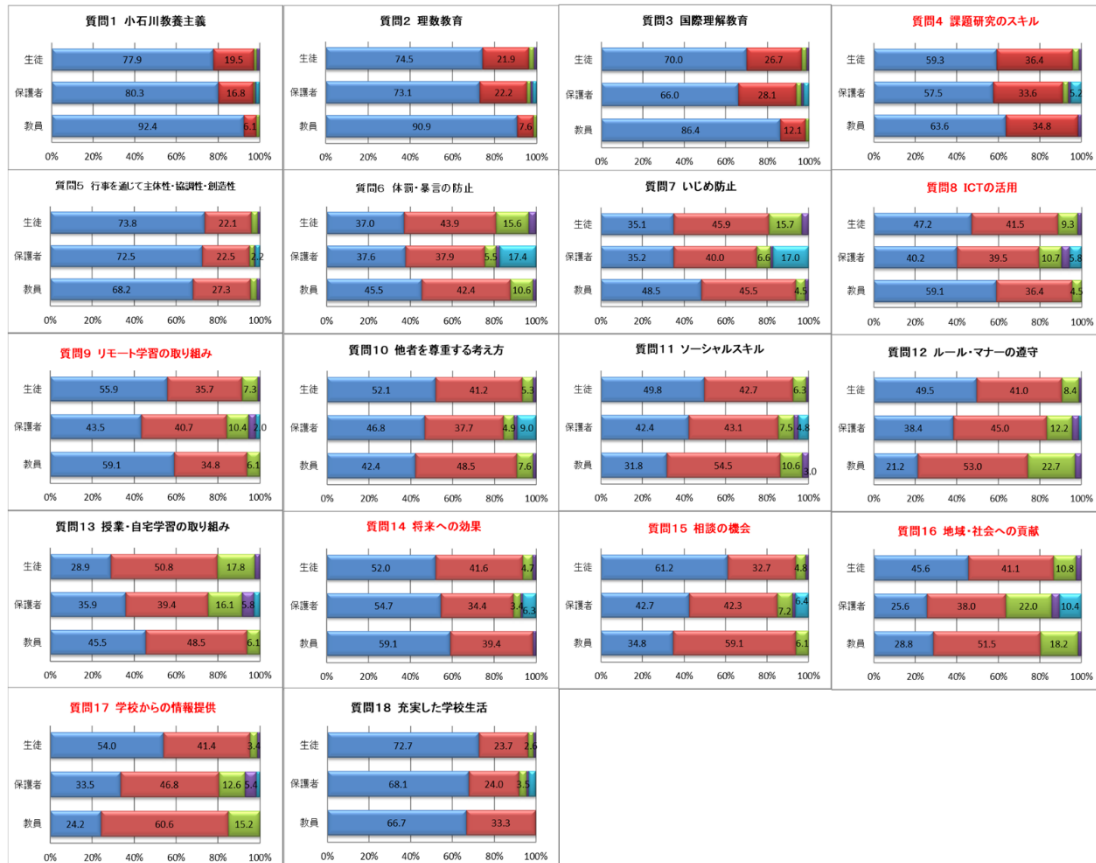 質問1 小石川教養主義
生徒 77.9 19.5
保護者 80.3 16.8
教員 92.4 6.1
0% 20% 40% 60% 80% 100%
質問2 理数教育
生徒 74.5 21.9
保護者 73.1 22.2
教員 90.9 7.6
0% 20% 40% 60% 80% 100%
質問3 国際理解教育
生徒 70.0 26.7
保護者 66.0 28.1
教員 86.4 12.1
0% 20% 40% 60% 80% 100%
質問4 課題研究のスキル
生徒 59.3 36.4
保護者 57.5 33.6 5.2
教員 63.6 34.8
0% 20% 40% 60% 80% 100%
質問5 行事を通じて主体性・協調性・創造性
生徒 73.8 22.1
保護者 72.5 22.5 2.2
教員 68.2 27.3
0% 20% 40% 60% 80% 100%
質問6 体罰・暴言の防止
生徒 37.0 43.9 15.6
保護者 37.6 37.9 5.5 17.4
教員 45.5 42.4 10.6
0% 20% 40% 60% 80% 100%
質問7 いじめ防止
生徒 35.1 45.9 15.7
保護者 35.2 40.0 6.6 17.0
教員 48.5 45.5 4.5
0% 20% 40% 60% 80% 100%
質問8 ICTの活用
生徒 47.2 41.5 9.3
保護者 40.2 39.5 10.7 5.8
教員 59.1 36.4 4.5
0% 20% 40% 60% 80% 100%
質問9 リモート学習の取り組み
生徒 55.9 35.7 7.3
保護者 43.5 40.7 10.4 2.0
教員 59.1 34.8 6.1
0% 20% 40% 60% 80% 100%
質問10 他者を尊重する考え方
生徒 52.1 41.2 5.3
保護者 46.8 37.7 4.9 9.0
教員 42.4 48.5 7.6
0% 20% 40% 60% 80% 100%
質問11 ソーシャルスキル
生徒 49.8 42.7 6.3
保護者 42.4 43.1 7.5 4.8
教員 31.8 54.5 10.6 3.0
0% 20% 40% 60% 80% 100%
質問12 ルール・マナーの遵守
生徒 49.5 41.0 8.4
保護者 38.4 45.0 12.2
教員 21.2 53.0 22.7
0% 20% 40% 60% 80% 100%
質問13 授業・自宅学習の取り組み
生徒 28.9 50.8 17.8
保護者 35.9 39.4 16.1 5.8
教員 45.5 48.5 6.1
0% 20% 40% 60% 80% 100%
質問14 将来への効果
生徒 52.0 41.6 4.7
保護者 54.7 34.4 3.4 6.3
教員 59.1 39.4
0% 20% 40% 60% 80% 100%
質問15 相談の機会
生徒 61.2 32.7 4.8
保護者 42.7 42.3 7.2 6.4
教員 34.8 59.1 6.1
0% 20% 40% 60% 80% 100%
質問16 地域・社会への貢献
生徒 45.6 41.1 10.8
保護者 25.6 38.0 22.0 10.4
教員 28.8 51.5 18.2
0% 20% 40% 60% 80% 100%
質問17 学校からの情報提供
生徒 54.0 41.4 3.4
保護者 33.5 46.8 12.6 5.4
教員 24.2 60.6 15.2
0% 20% 40% 60% 80% 100%
質問18 充実した学校生活
生徒 72.7 23.7 2.6
保護者 68.1 24.0 3.5
教員 66.7 33.3
0% 20% 40% 60% 80% 100%